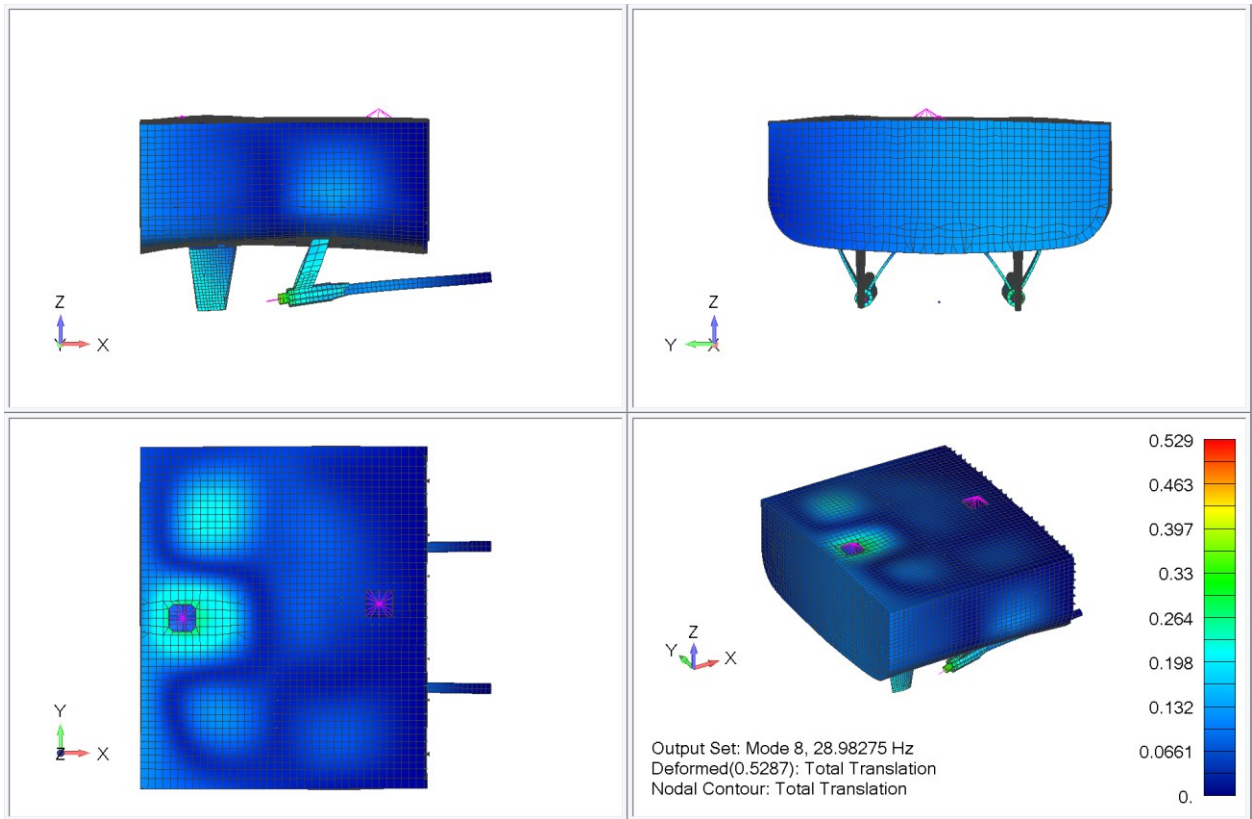 Z
Y
X
Z
Y
X
Y
Z
X
Z
Y
X
0.529
0.463
0.397
0.33
0.264
0.198
0.132
0.0661
0.
Output Set: Mode 8, 28.98275 Hz
Deformed(0.5287): Total Translation
Nodal Contour: Total Translation